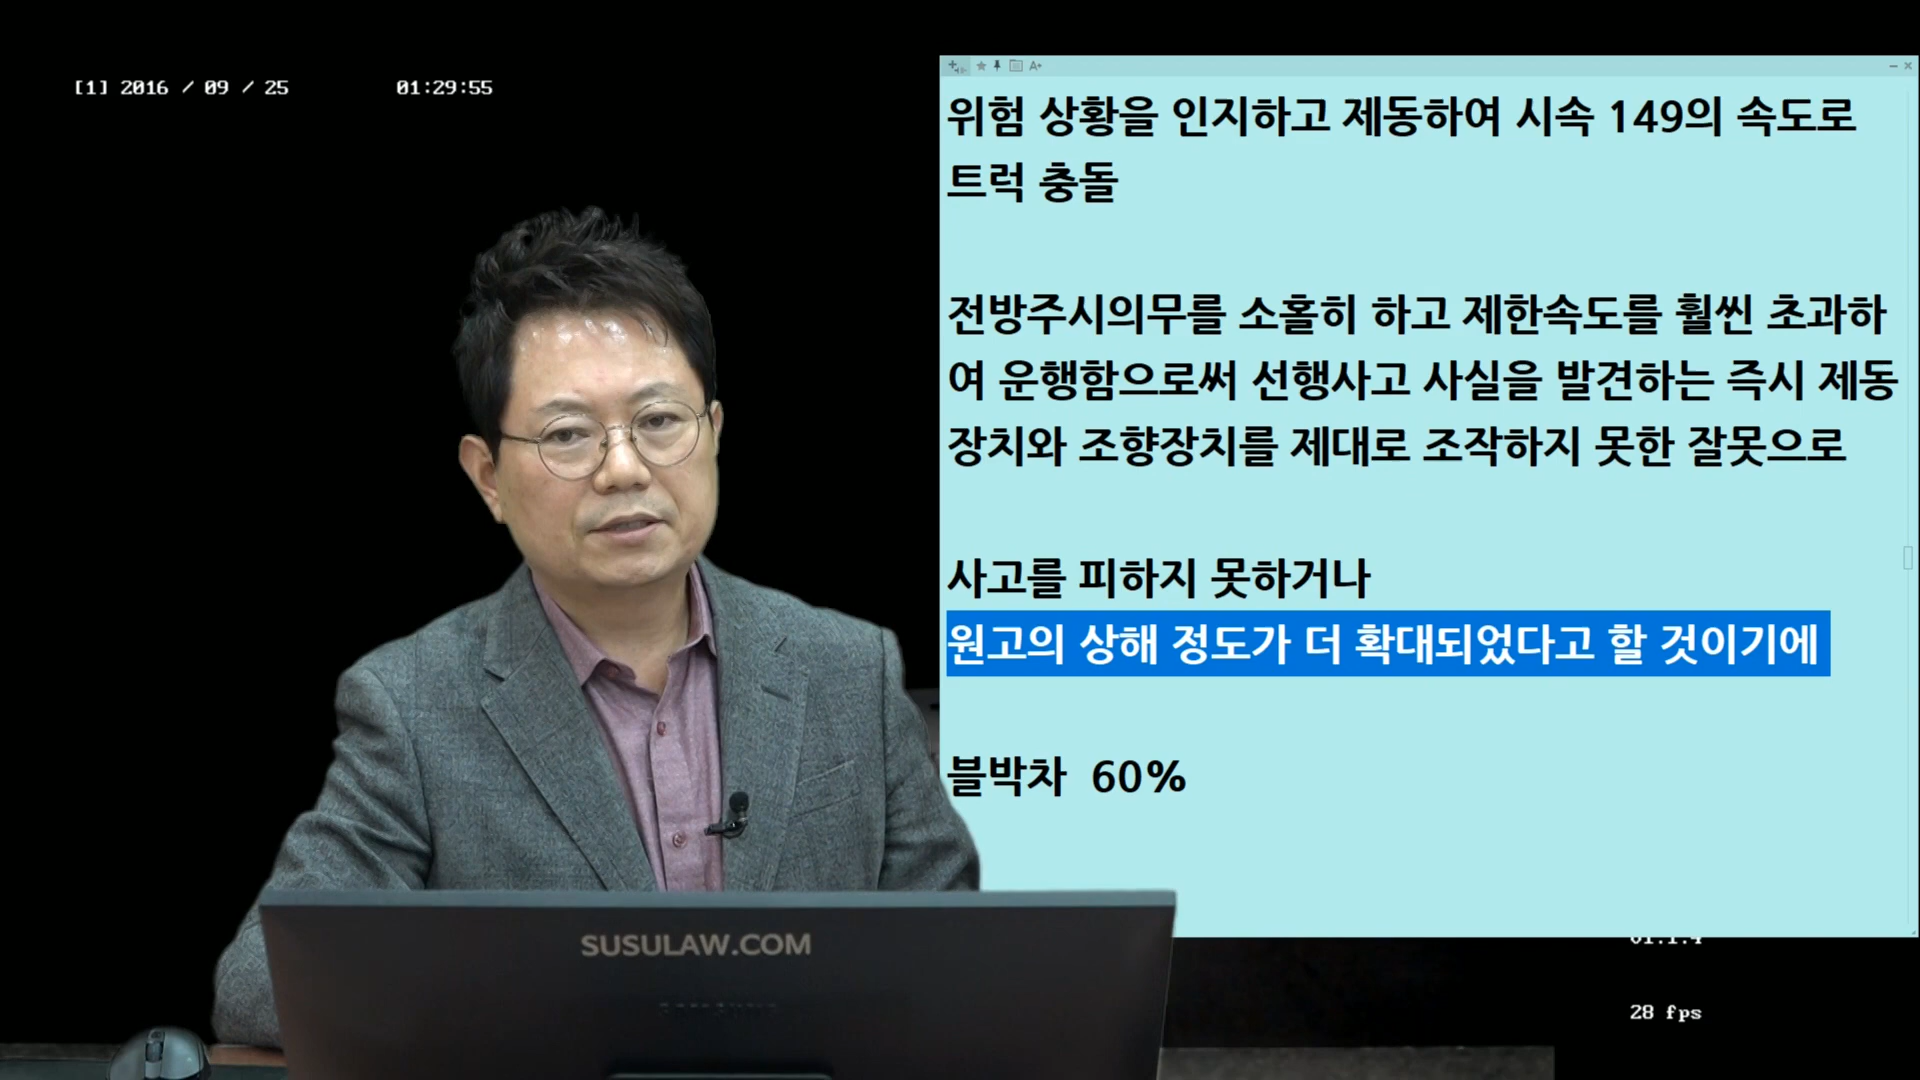 [1] 2016 / 09 / 25 01:29:55
위험 상황을 인지하고 제동하여 시속 149의 속도로
트럭 충돌
전방주시의무를 소홀히 하고 제한속도를 훨씬 초과하
여 운행함으로써 선행사고 사실을 발견하는 즉시 제동
장치와 조향장치를 제대로 조작하지 못한 잘못으로
사고를 피하지 못하거나
원고의 상해 정도가 더 확대되었다고 할 것이기에
블박차 60%
SUSULAW.COM
28 fps